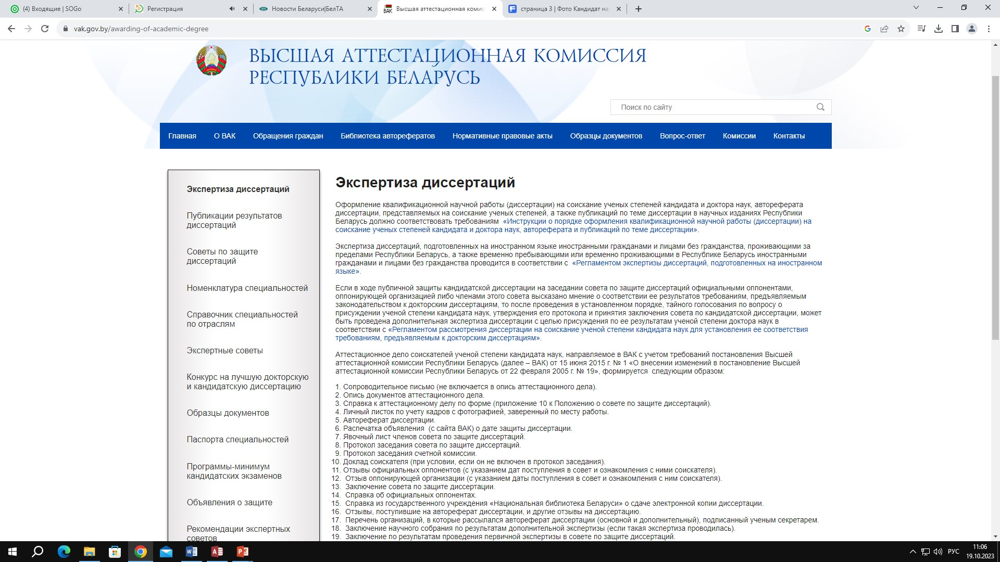 (4) Входящие | SOGo
Регистрация
Новости Беларуси|БелТА
Высшая аттестационная комис
страница 3 | Фото Кандидат на
vak.gov.by/awarding-of-academic-degree
ВЫСШАЯ АТТЕСТАЦИОННАЯ КОМИССИЯ
РЕСПУБЛИКИ БЕЛАРУСЬ
Поиск по сайту
Главная О ВАК Обращения граждан Библиотека авторефератов Нормативные правовые акты Образцы документов Вопрос-ответ Комиссии Контакты
Экспертиза диссертаций
Публикации результатов
диссертаций
Советы по защите
диссертаций
Номенклатура специальностей
Справочник специальностей
по отраслям
Экспертные советы
Конкурс на лучшую докторскую
и кандидатскую диссертацию
Образцы документов
Паспорта специальностей
Программы-минимум
кандидатских экзаменов
Объявления о защите
Рекомендации экспертных
советов
Экспертиза диссертаций
Оформление квалификационной научной работы (диссертации) на соискание ученых степеней кандидата и доктора наук, автореферата
диссертации, представляемых на соискание ученых степеней, а также публикаций по теме диссертации в научных изданиях Республики
Беларусь должно соответствовать требованиям «Инструкции о порядке оформления квалификационной научной работы (диссертации) на
соискание ученых степеней кандидата и доктора наук, автореферата и публикаций по теме диссертации».
Экспертиза диссертаций, подготовленных на иностранном языке иностранными гражданами и лицами без гражданства, проживающими за
пределами Республики Беларусь, а также временно пребывающими или временно проживающими в Республике Беларусь иностранными
гражданами и лицами без гражданства проводится в соответствии с «Регламентом экспертизы диссертаций, подготовленных на иностранном
языке».
Если в ходе публичной защиты кандидатской диссертации на заседании совета по защите диссертаций официальными оппонентами,
оппонирующей организацией либо членами этого совета высказано мнение о соответствии ее результатов требованиям, предъявляемым
законодательством к докторским диссертациям, то после проведения в установленном порядке, тайного голосования по вопросу о
присуждении ученой степени кандидата наук, утверждения его протокола и принятия заключения совета по кандидатской диссертации, может
быть проведена дополнительная экспертиза диссертации с целью присуждения по ее результатам ученой степени доктора наук в
соответствии с «Регламентом рассмотрения диссертации на соискание ученой степени кандидата наук для установления ее соответствия
требованиям, предъявляемым к докторским диссертациям».
Аттестационное дело соискателей ученой степени кандидата наук, направляемое в ВАК с учетом требований постановления Высшей
аттестационной комиссии Республики Беларусь (далее – ВАК) от 15 июня 2015 г. № 1 «О внесении изменений в постановление Высшей
аттестационной комиссии Республики Беларусь от 22 февраля 2005 г. № 19», формируется следующим образом:
1. Сопроводительное письмо (не включается в опись аттестационного дела).
2. Опись документов аттестационного дела.
3. Справка к аттестационному делу по форме (приложение 10 к Положению о совете по защите диссертаций).
4. Личный листок по учету кадров с фотографией, заверенный по месту работы.
5. Автореферат диссертации.
6. Распечатка объявления (с сайта ВАК) о дате защиты диссертации.
7. Явочный лист членов совета по защите диссертаций.
8. Протокол заседания совета по защите диссертаций.
9. Протокол заседания счетной комиссии.
10. Доклад соискателя (при условии, если он не включен в протокол заседания).
11. Отзывы официальных оппонентов (с указанием дат поступления в совет и ознакомления с ними соискателя).
12. Отзыв оппонирующей организации (с указанием даты поступления в совет и ознакомления с ним соискателя).
13. Заключение совета по защите диссертации.
14. Справка об официальных оппонентах.
15. Справка из государственного учреждения «Национальная библиотека Беларуси» о сдаче электронной копии диссертации.
16. Отзывы, поступившие на автореферат диссертации, и другие отзывы на диссертацию.
17. Перечень организаций, в которые рассылался автореферат диссертации (основной и дополнительный), подписанный ученым секретарем.
18. Заключение научного собрания по результатам дополнительной экспертизы (если такая экспертиза проводилась).
19. Заключение по результатам проведения первичной экспертизы в совете по защите диссертаций.
РУС
11:06
19.10.2023